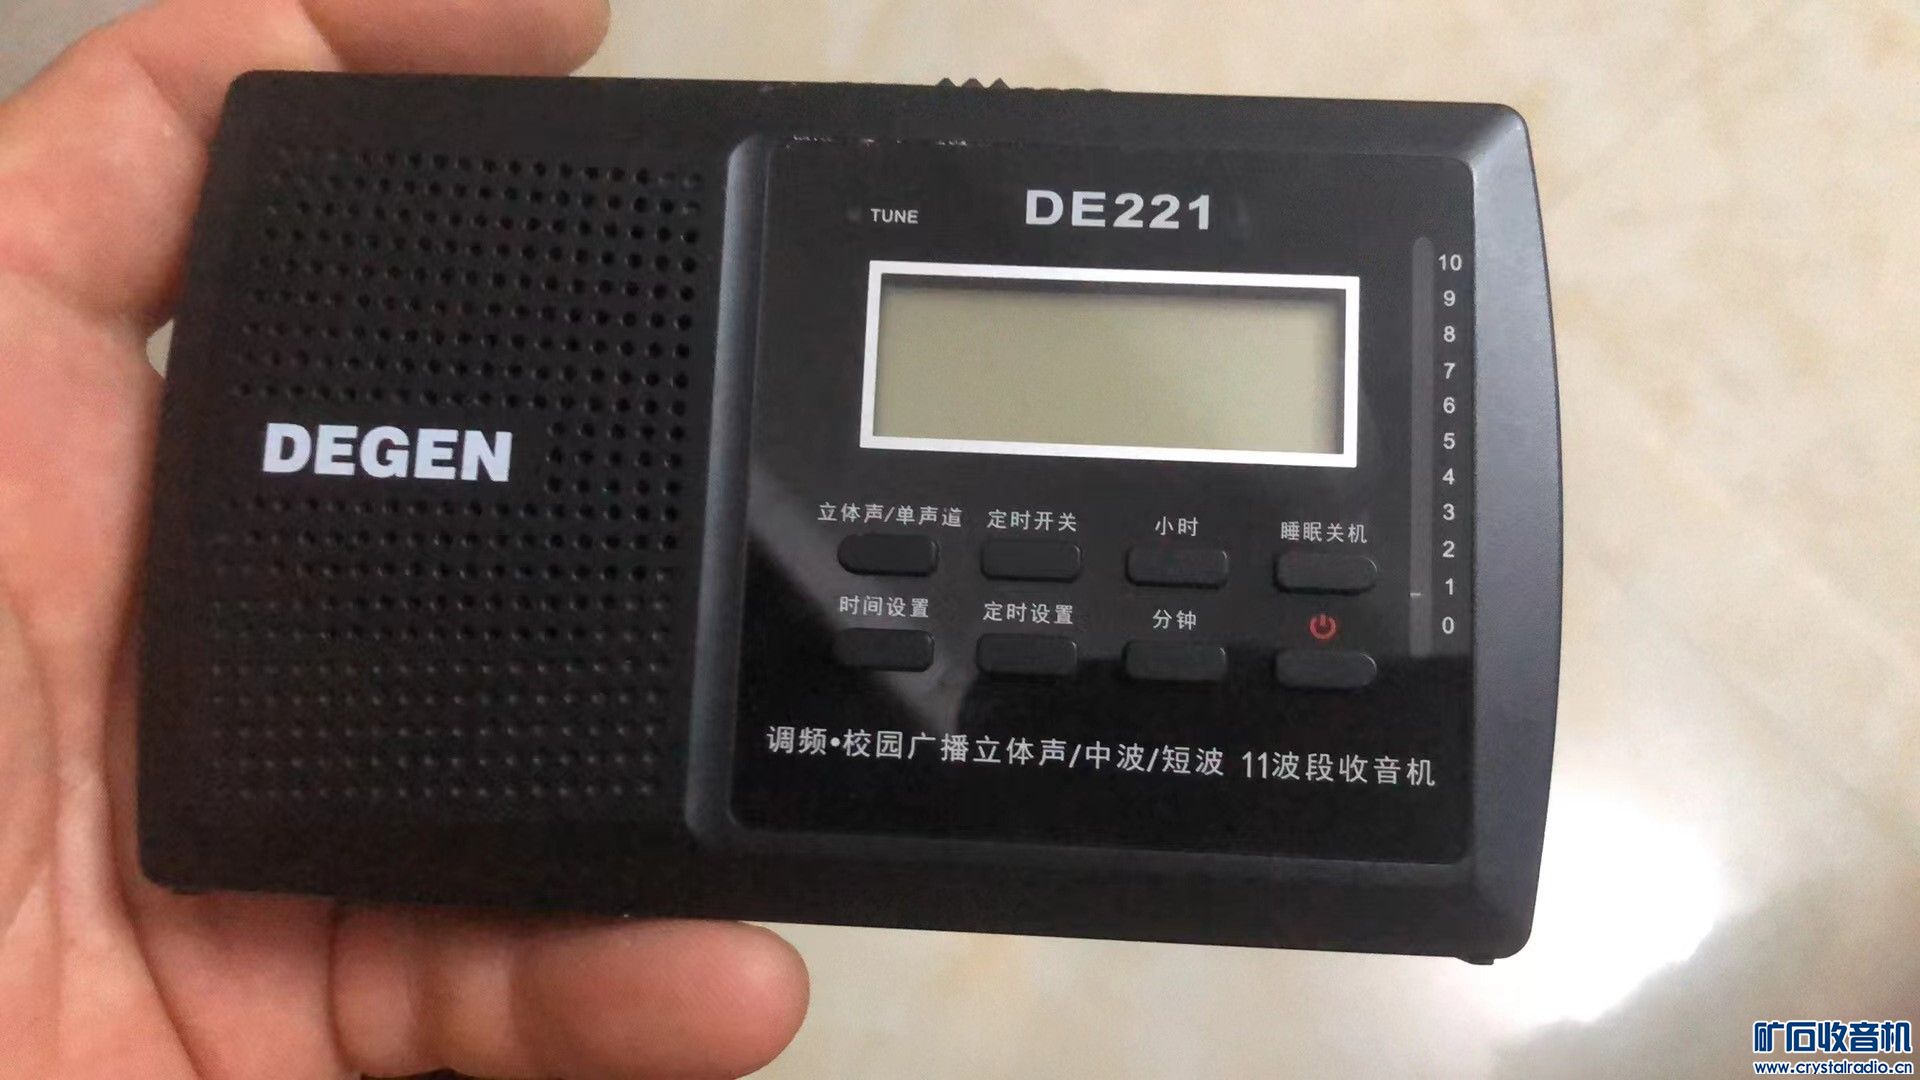 DE221
TUNE
10
9
8
7
6
5
4
3
2
1
0
DEGEN
立体声/单声道 定时开关 小时 睡眠关机
时间设置 定时设置 分钟
调频•校园广播立体声/中波/短波 11波段收音机
矿石收音机
www.crystalradio.cn